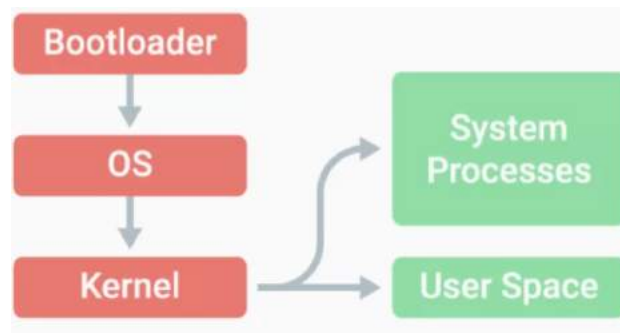 Bootloader
OS
Kernel
System
Processes
User Space